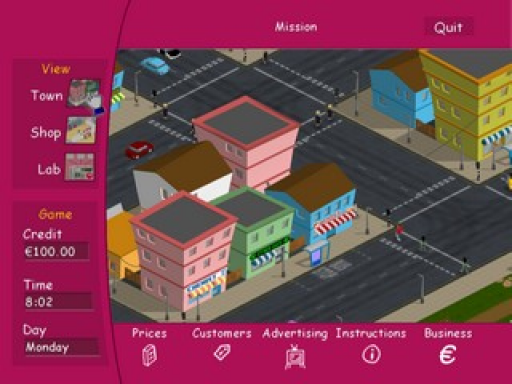 Mission
Quit
View
Town
Shop
Lab
Game
Credit
€100.00
Time
8:02
Day
Monday
Prices Customers Advertising Instructions Business